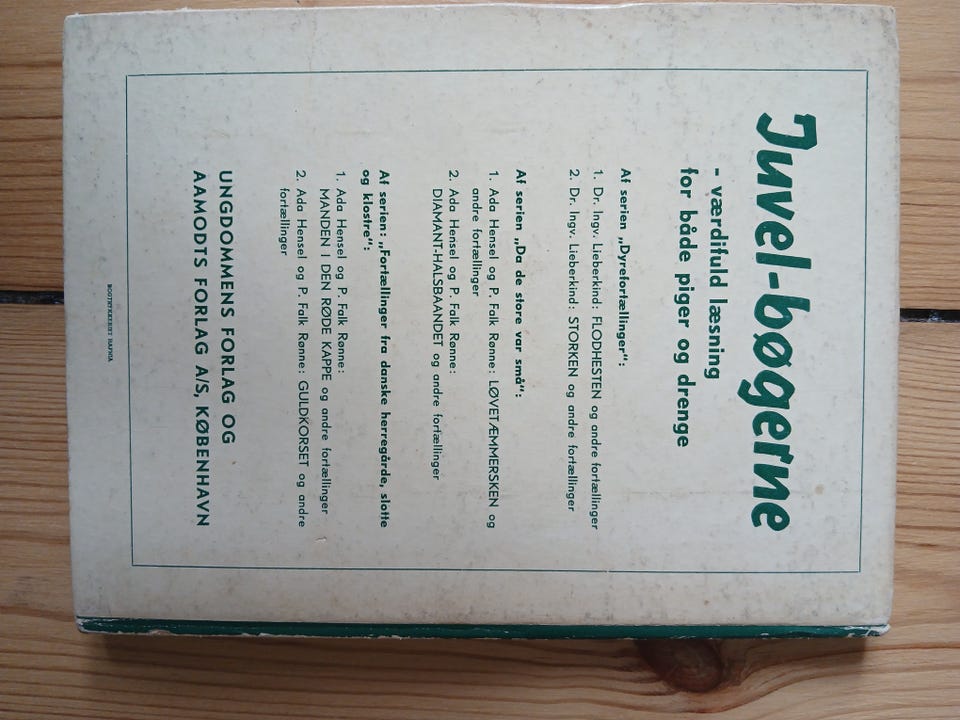 Juvel-bøgerne
- værdifuld læsning
for både piger og drenge
Af serien „Dyrefortællinger":
1. Dr. Ingv. Lieberkind: FLODHESTEN og andre fortællinger
2. Dr. Ingv. Lieberkind: STORKEN og andre fortællinger
Af serien „Da de store var små":
1. Ada Hensel og P. Falk Rønne: LØVETÆMMERSKEN og
andre fortællinger
2. Ada Hensel og P. Falk Rønne:
DIAMANT-HALSBAANDET og andre fortællinger
Af serien: „Fortællinger fra danske herregårde, slotte
og klostre":
1. Ada Hensel og P. Falk Rønne:
MANDEN I DEN RØDE KAPPE og andre fortællinger
2. Ada Hensel og P. Falk Rønne: GULDKORSET og andre
fortællinger
UNGDOMMENS FORLAG OG
AAMODTS FORLAG A/S, KØBENHAVN
BOGTRYKKERIET HAFNIA